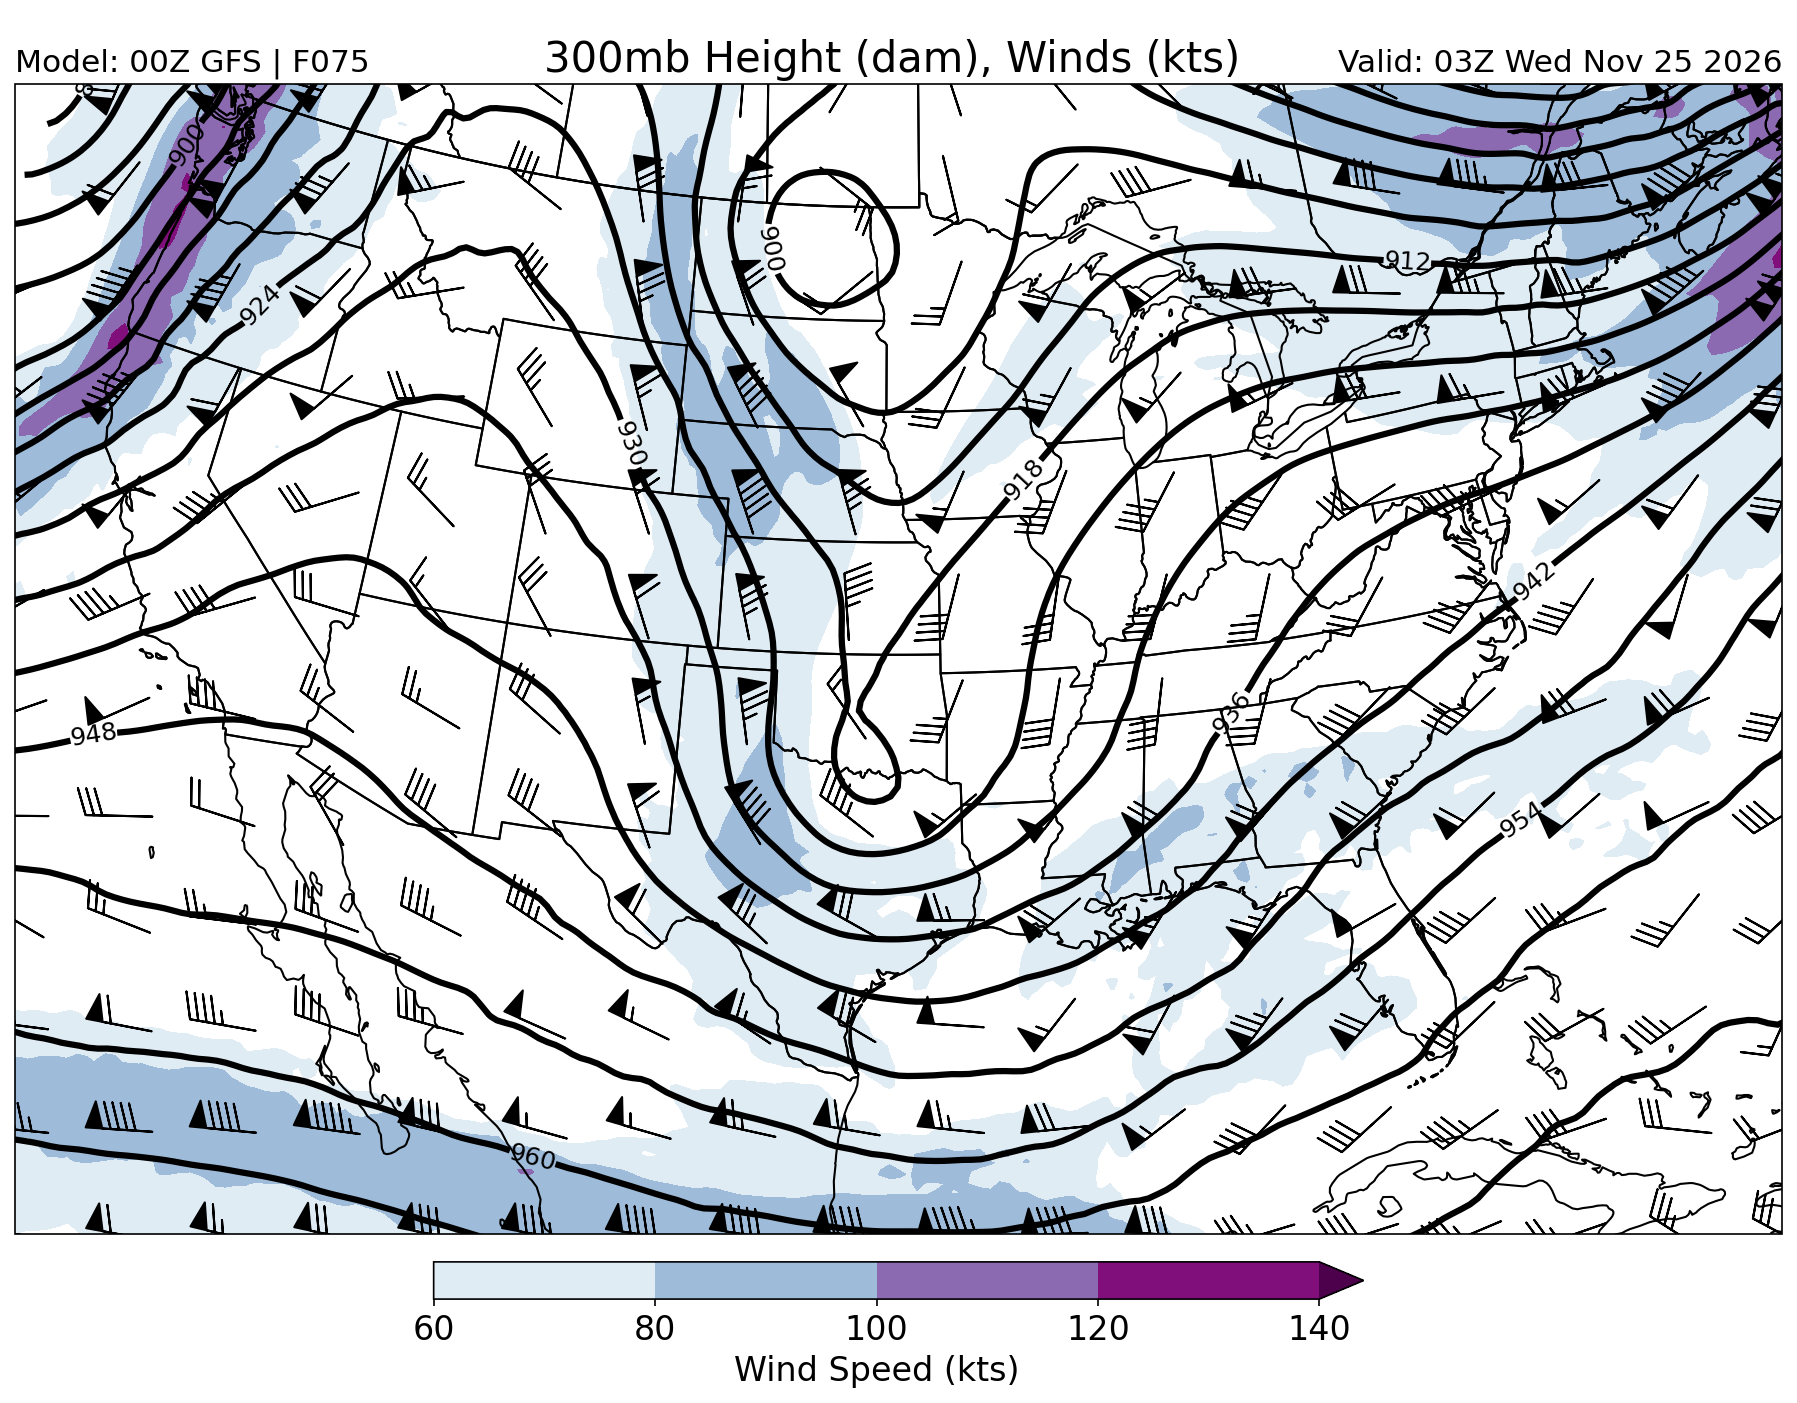 Model: 00Z GFS | F075
300mb Height (dam), Winds (kts)
Valid: 03Z Wed Nov 25 2026
900
924
900
912
930
918
942
936
948
954
960
60 80 100 120 140
Wind Speed (kts)